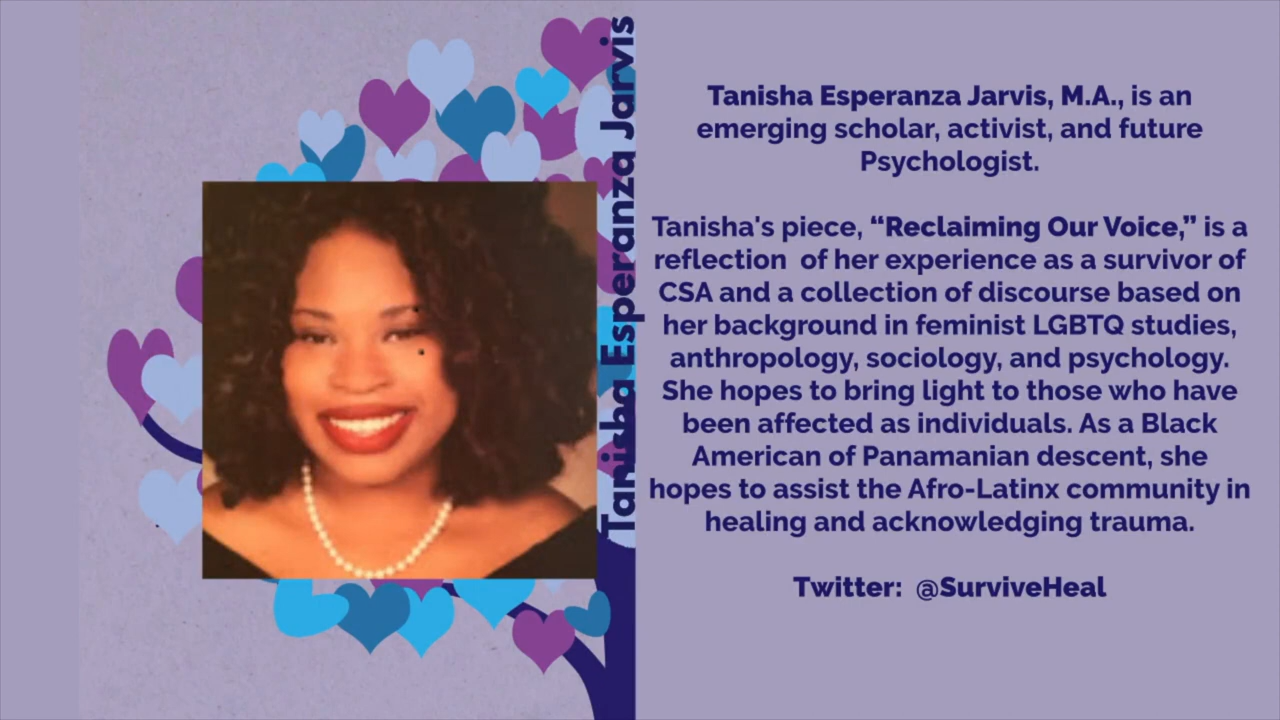 Tanisha Esperanza Jarvis
Tanisha Esperanza Jarvis, M.A., is an
emerging scholar, activist, and future
Psychologist.
Tanisha's piece, “Reclaiming Our Voice,” is a
reflection of her experience as a survivor of
CSA and a collection of discourse based on
her background in feminist LGBTQ studies,
anthropology, sociology, and psychology.
She hopes to bring light to those who have
been affected as individuals. As a Black
American of Panamanian descent, she
hopes to assist the Afro-Latinx community in
healing and acknowledging trauma.
Twitter: @SurviveHeal